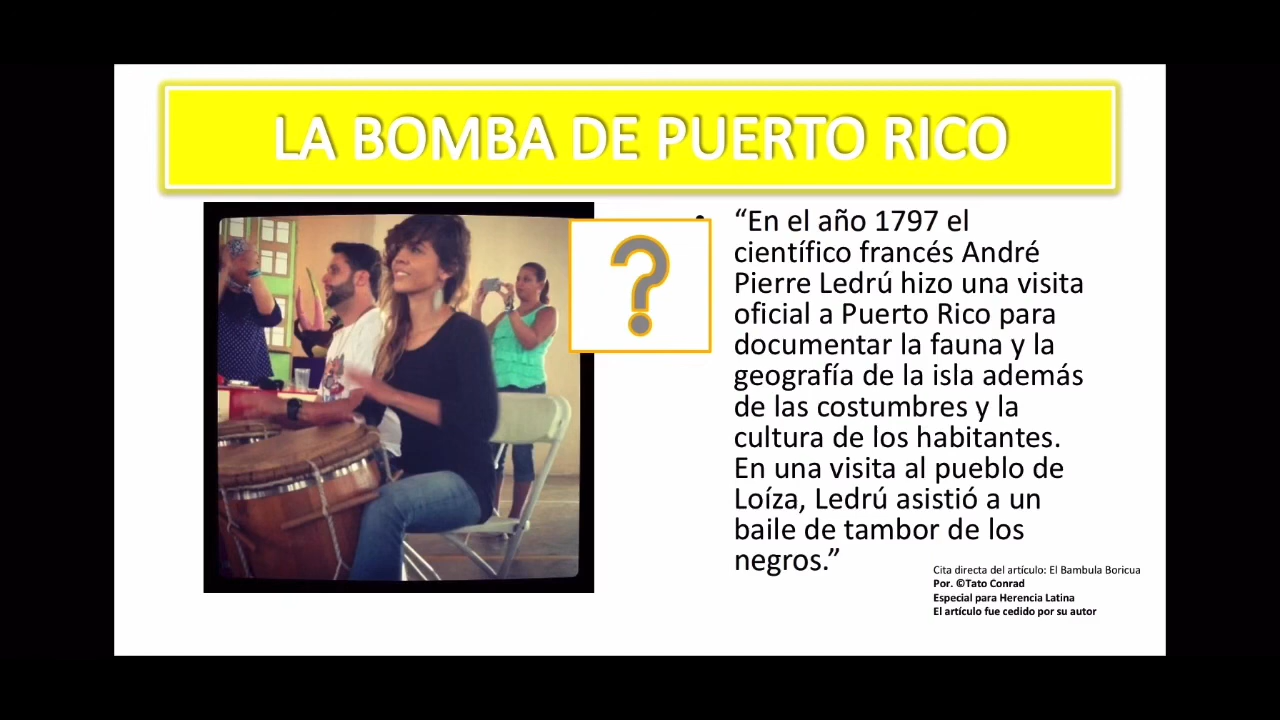 LA BOMBA DE PUERTO RICO
“En el año 1797 el
científico francés André
Pierre Ledrú hizo una visita
oficial a Puerto Rico para
documentar la fauna y la
geografía de la isla además
de las costumbres y la
cultura de los habitantes.
En una visita al pueblo de
Loíza, Ledrú asistió a un
baile de tambor de los
negros.”
Cita directa del artículo: El Bambula Boricua
Por. ©Tato Conrad
Especial para Herencia Latina
El artículo fue cedido por su autor
?